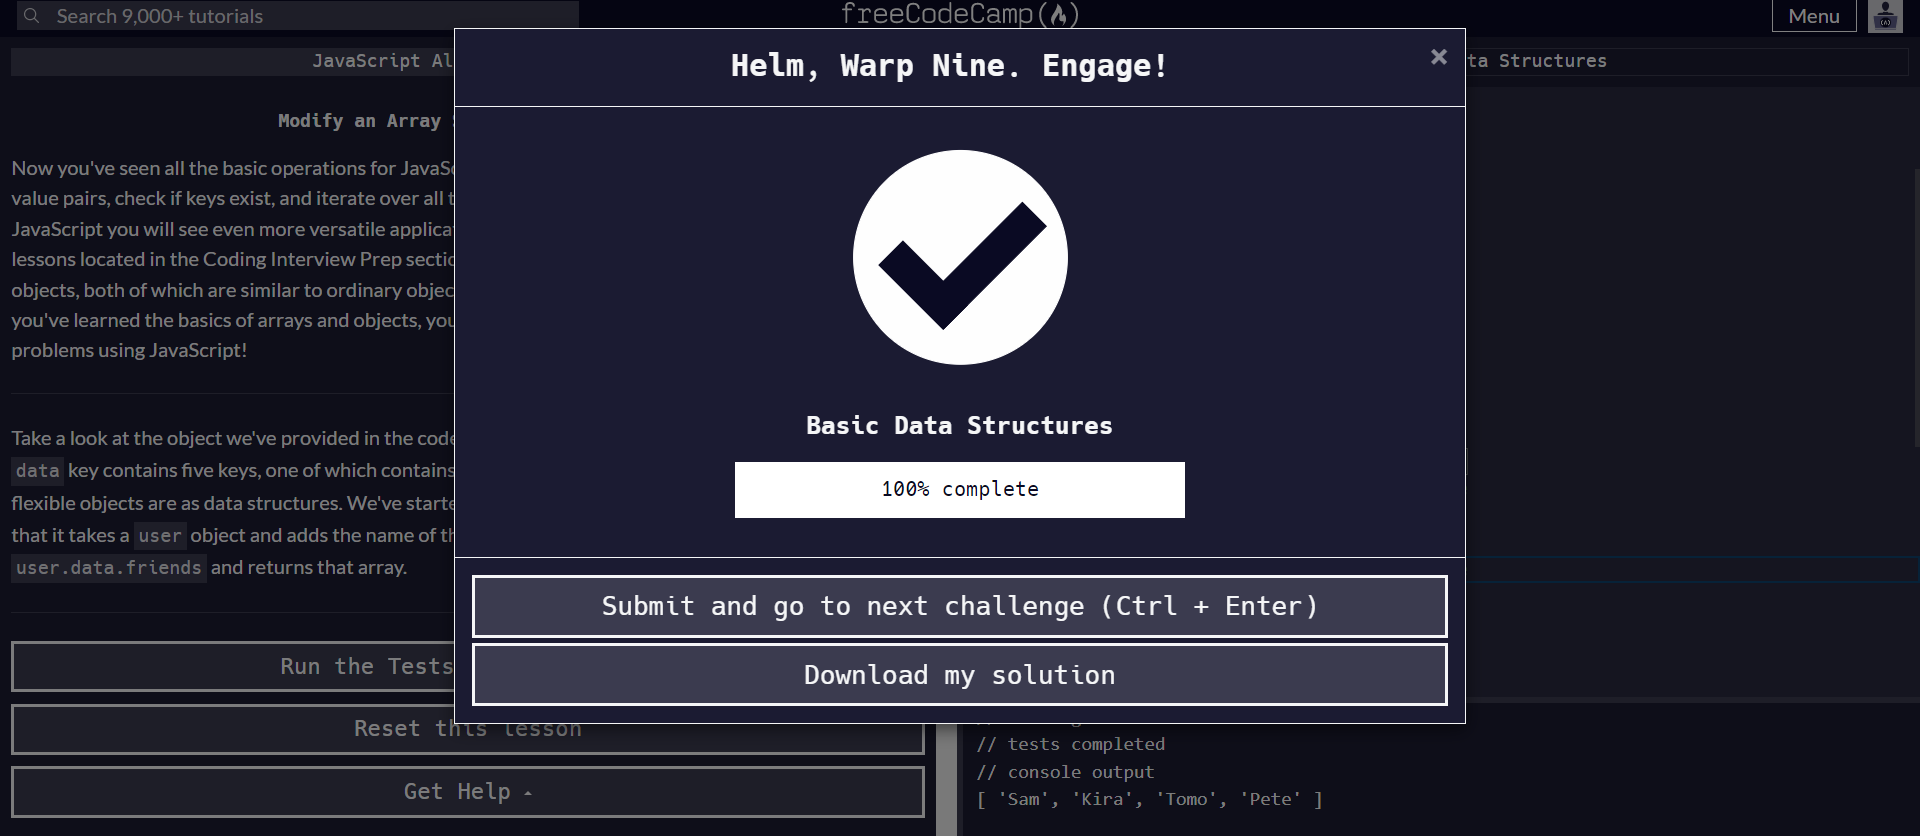 Search 9,000+ tutorials
freeCodeCamp
Menu
JavaScript Al
ta Structures
Helm, Warp Nine. Engage!
×
Modify an Array
Now you've seen all the basic operations for JavaSc
value pairs, check if keys exist, and iterate over all t
JavaScript you will see even more versatile applica
lessons located in the Coding Interview Prep sectio
objects, both of which are similar to ordinary objec
you've learned the basics of arrays and objects, you
problems using JavaScript!
Take a look at the object we've provided in the code
data key contains five keys, one of which contains
flexible objects are as data structures. We've starte
that it takes a user object and adds the name of th
user.data.friends and returns that array.
Run the Tests
Reset this lesson
Get Help
Basic Data Structures
100% complete
Submit and go to next challenge (Ctrl + Enter)
Download my solution
// tests completed
// console output
[ 'Sam', 'Kira', 'Tomo', 'Pete' ]